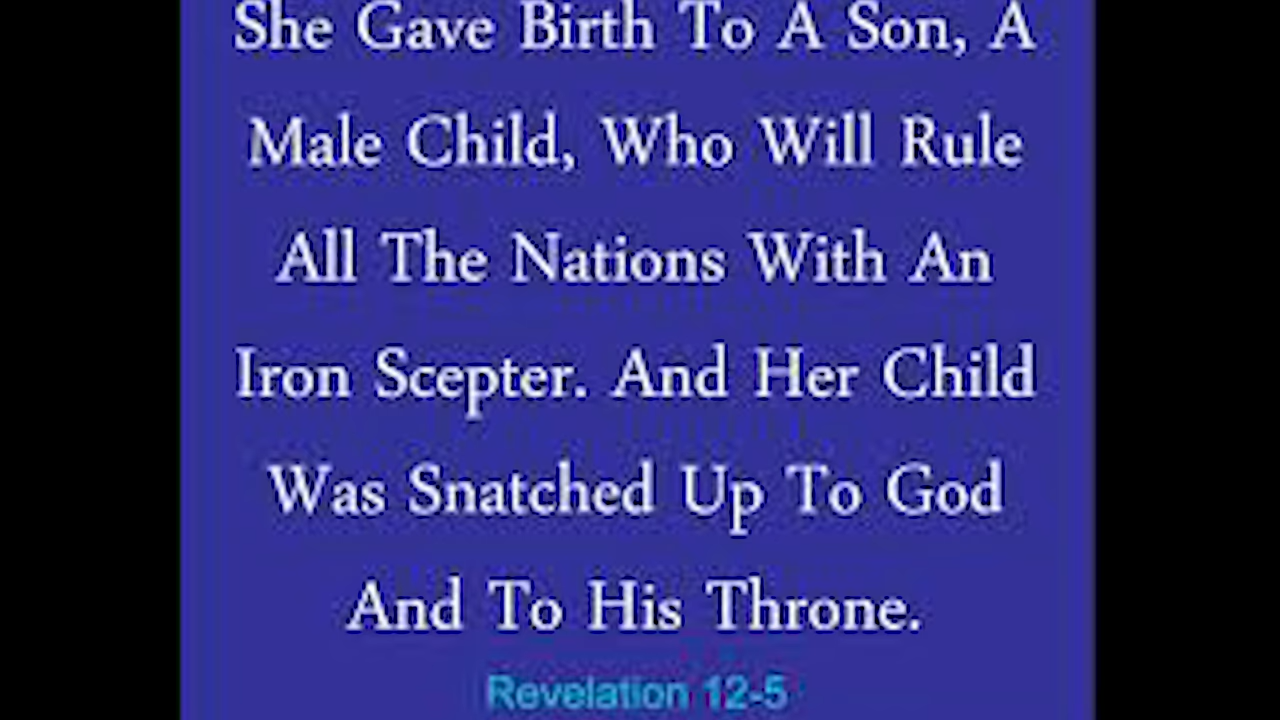 She Gave Birth To A Son, A
Male Child, Who Will Rule
All The Nations With An
Iron Scepter. And Her Child
Was Snatched Up To God
And To His Throne.
Revelation 12-5